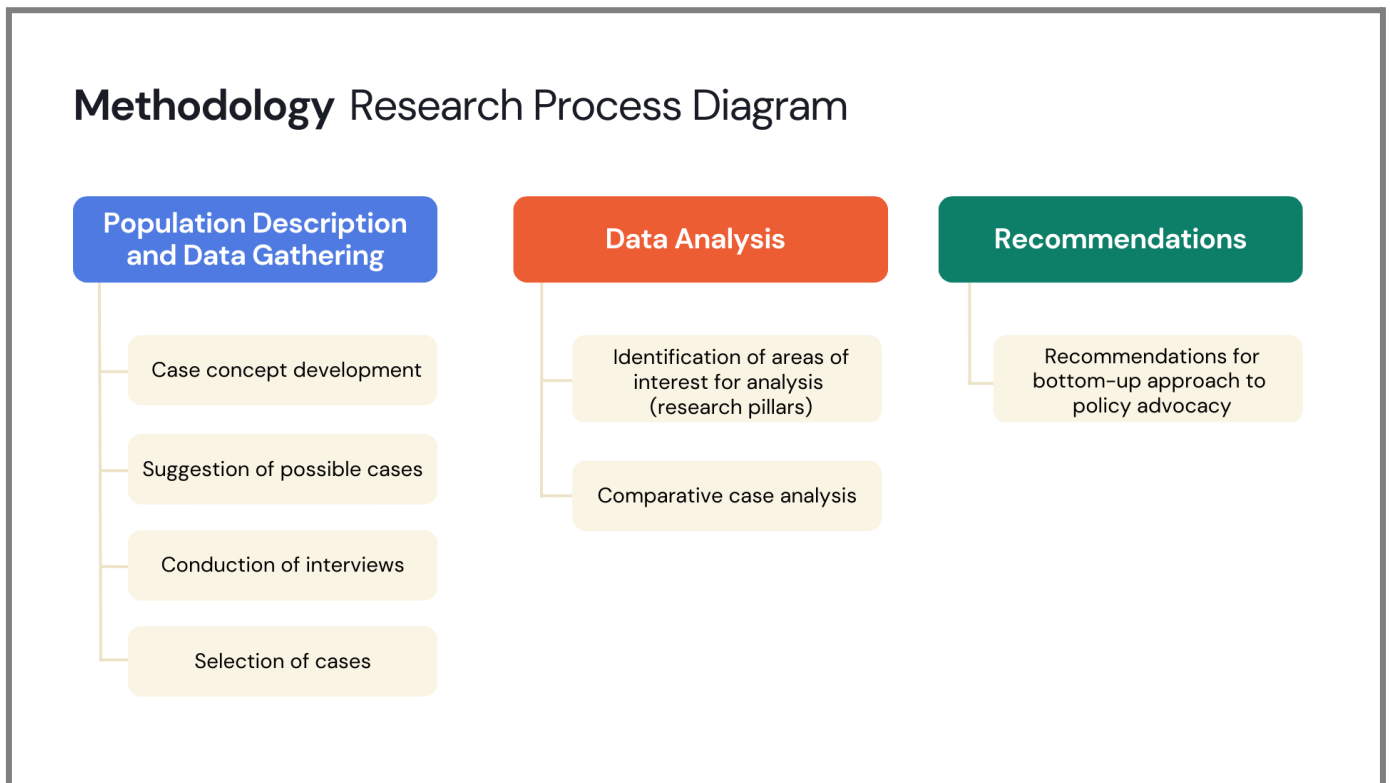 Methodology Research Process Diagram
Population Description
and Data Gathering
Case concept development
Suggestion of possible cases
Conduction of interviews
Selection of cases
Data Analysis
Identification of areas of
interest for analysis
(research pillars)
Comparative case analysis
Recommendations
Recommendations for
bottom-up approach to
policy advocacy